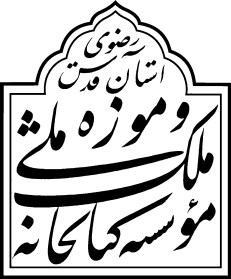 آستان قدس رضوی
مؤسسه کتابخانه
و موزه ملی
ملک